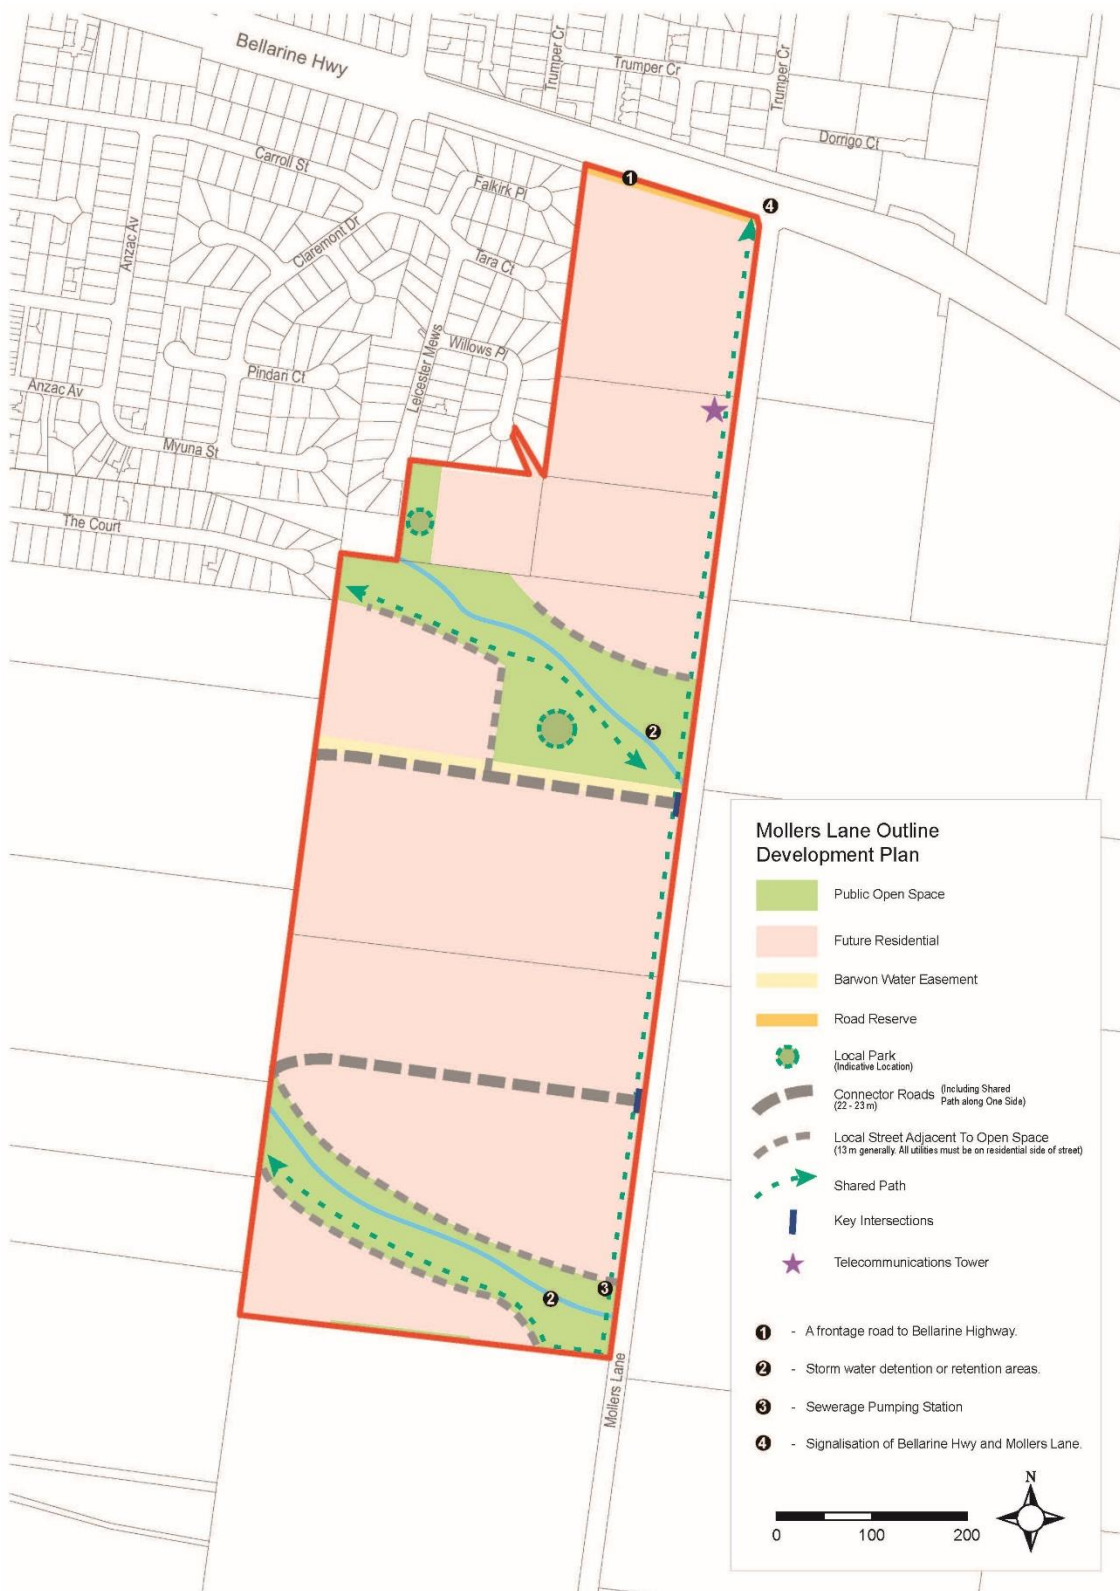 Bellarine Hwy
Trumper Cr
Trumper Cr
Trumper Cr
Dorrigo Ct
Carroll St
Falkirk Pl
Anzac Av
Claremont Dr
Tara Ct
Leicester Mews
Willows Pl
Pindari Ct
Anzac Av
Myuna St
The Court
1
4
2
2
3
Mollers Lane
Mollers Lane Outline
Development Plan
Public Open Space
Future Residential
Barwon Water Easement
Road Reserve
Local Park
(Indicative Location)
Connector Roads (Including Shared
(22 - 23 m) Path along One Side)
Local Street Adjacent To Open Space
(13 m generally. All utilities must be on residential side of street)
Shared Path
Key Intersections
Telecommunications Tower
1 - A frontage road to Bellarine Highway.
2 - Storm water detention or retention areas.
3 - Sewerage Pumping Station
4 - Signalisation of Bellarine Hwy and Mollers Lane.
N
0 100 200